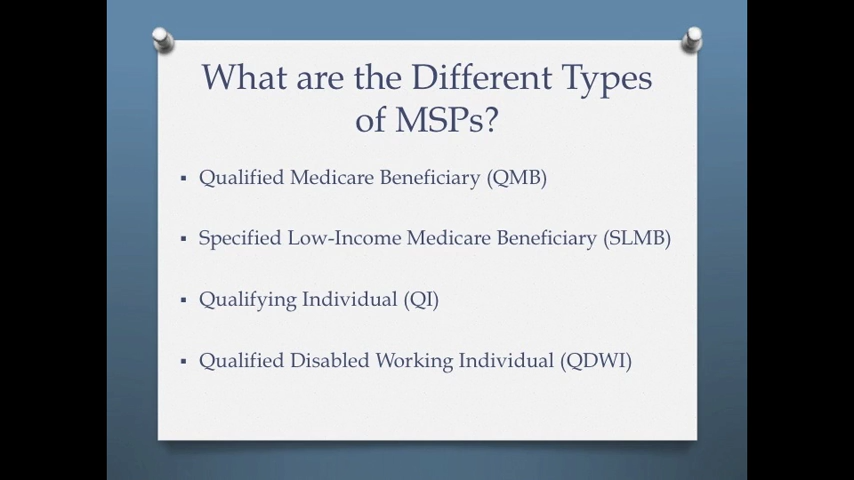 What are the Different Types
of MSPs?
▪ Qualified Medicare Beneficiary (QMB)
▪ Specified Low-Income Medicare Beneficiary (SLMB)
▪ Qualifying Individual (QI)
▪ Qualified Disabled Working Individual (QDWI)